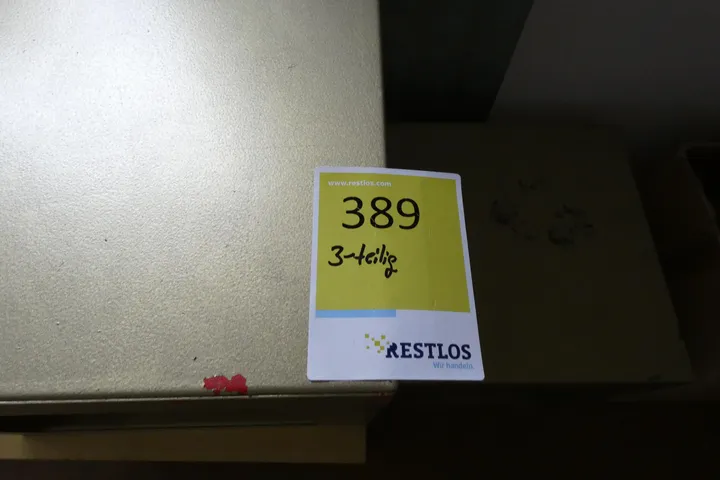 www.restlos.com
389
3-teilig
RESTLOS
Wir handeln